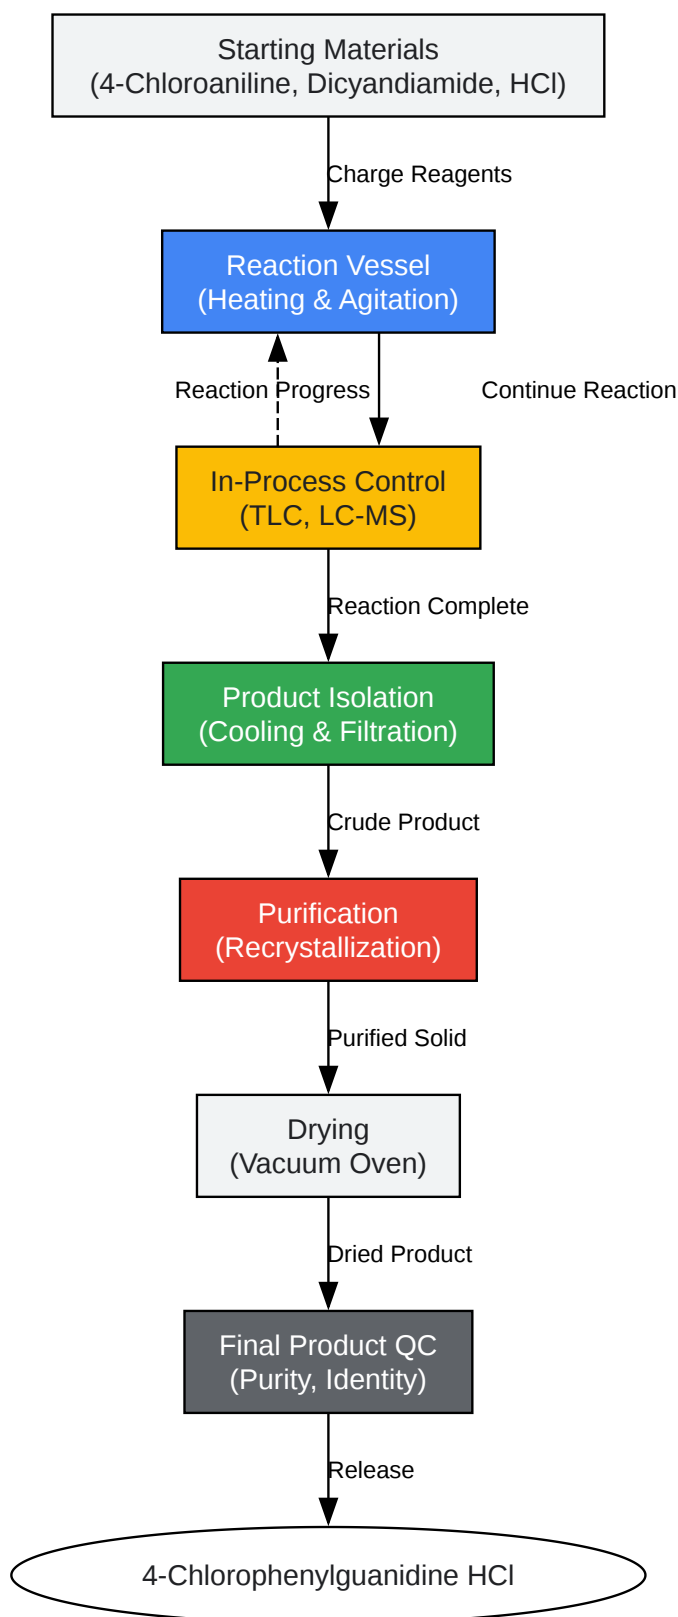 Starting Materials
(4-Chloroaniline, Dicyandiamide, HCl)
Charge Reagents
Reaction Vessel
(Heating & Agitation)
Reaction Progress
Continue Reaction
In-Process Control
(TLC, LC-MS)
Reaction Complete
Product Isolation
(Cooling & Filtration)
Crude Product
Purification
(Recrystallization)
Purified Solid
Drying
(Vacuum Oven)
Dried Product
Final Product QC
(Purity, Identity)
Release
4-Chlorophenylguanidine HCl